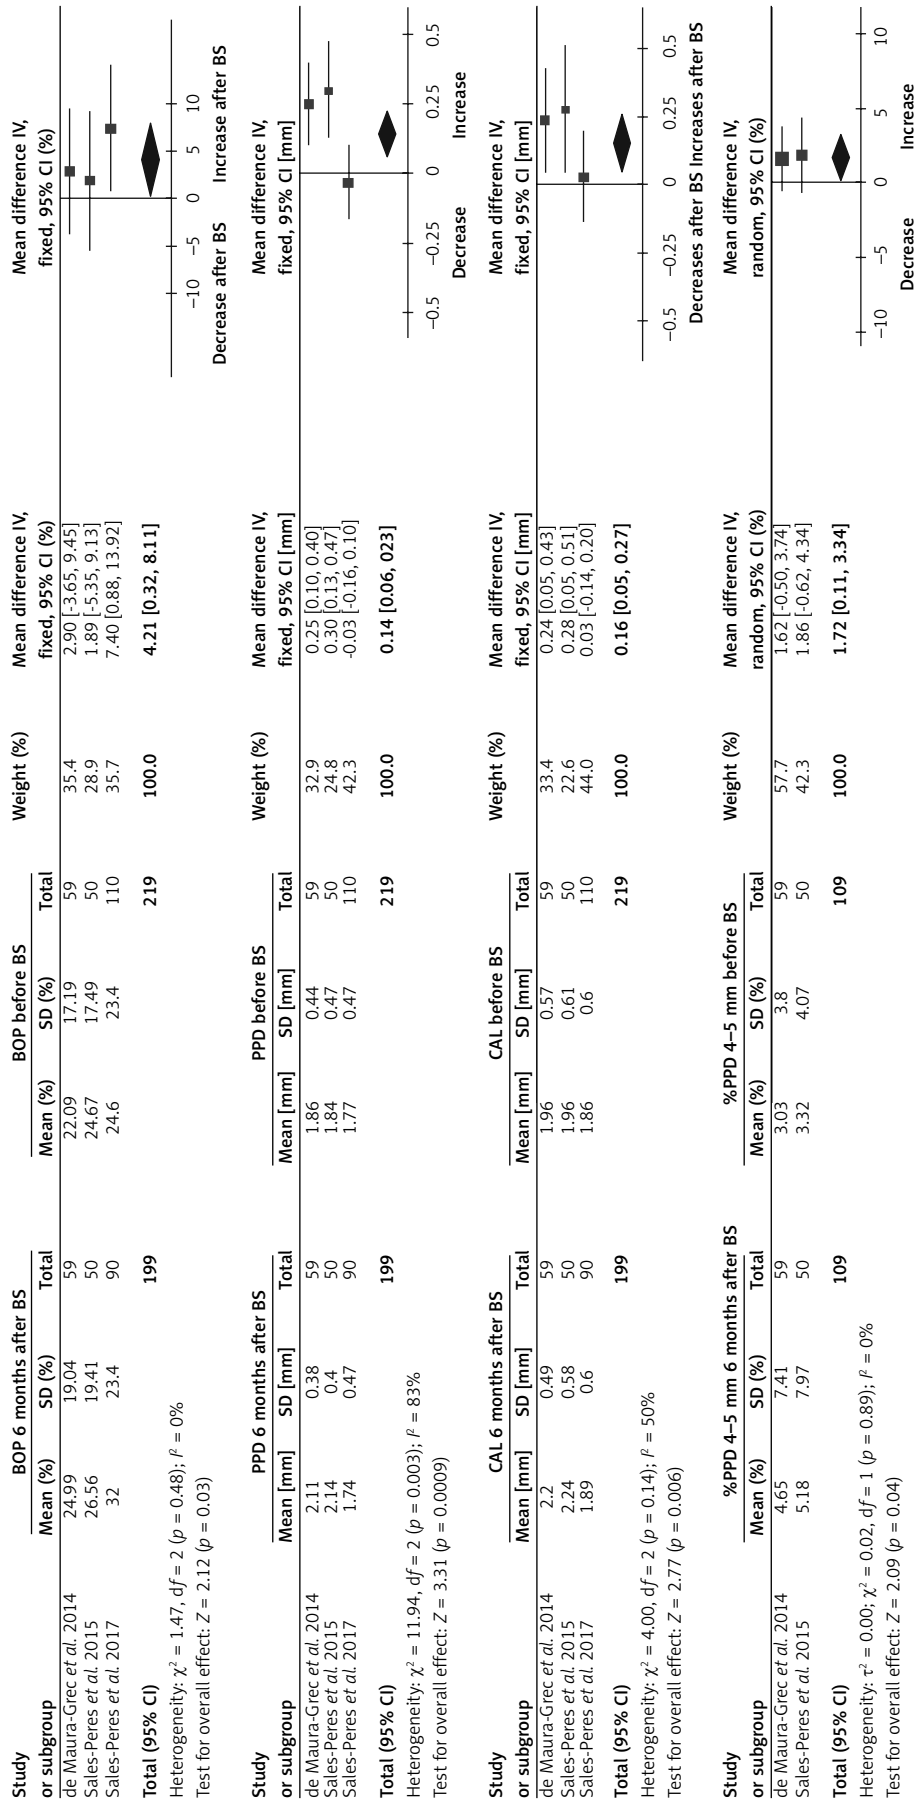 Study BOP 6 months after BS BOP before BS Weight (%) Mean difference IV, Mean difference IV,
or subgroup Mean (%) SD (%) Total Mean (%) SD (%) Total fixed, 95% CI (%) fixed, 95% CI (%)
de Maura-Grec et al. 2014 24.99 19.04 59 22.09 17.19 59 35.4 2.90 [-3.65, 9.45]
Sales-Peres et al. 2015 26.56 19.41 50 24.67 17.49 50 28.9 1.89 [-5.35, 9.13]
Sales-Peres et al. 2017 32 23.4 90 24.6 23.4 110 35.7 7.40 [0.88, 13.92]
Total (95% CI) 199 219 100.0 4.21 [0.32, 8.11]
Heterogeneity: χ² = 1.47, df = 2 (p = 0.48); I² = 0%
Test for overall effect: Z = 2.12 (p = 0.03)
−10 −5 0 5 10
Decrease after BS Increase after BS
Study PPD 6 months after BS PPD before BS Weight (%) Mean difference IV, Mean difference IV,
or subgroup Mean [mm] SD [mm] Total Mean [mm] SD [mm] Total fixed, 95% CI [mm] fixed, 95% CI [mm]
de Maura-Grec et al. 2014 2.11 0.38 59 1.86 0.44 59 32.9 0.25 [0.10, 0.40]
Sales-Peres et al. 2015 2.14 0.4 50 1.84 0.47 50 24.8 0.30 [0.13, 0.47]
Sales-Peres et al. 2017 1.74 0.47 90 1.77 0.47 110 42.3 -0.03 [-0.16, 0.10]
Total (95% CI) 199 219 100.0 0.14 [0.06, 023]
Heterogeneity: χ² = 11.94, df = 2 (p = 0.003); I² = 83%
Test for overall effect: Z = 3.31 (p = 0.0009)
−0.5 −0.25 0 0.25 0.5
Decrease Increase
Study CAL 6 months after BS CAL before BS Weight (%) Mean difference IV, Mean difference IV,
or subgroup Mean [mm] SD [mm] Total Mean [mm] SD [mm] Total fixed, 95% CI [mm] fixed, 95% CI [mm]
de Maura-Grec et al. 2014 2.2 0.49 59 1.96 0.57 59 33.4 0.24 [0.05, 0.43]
Sales-Peres et al. 2015 2.24 0.58 50 1.96 0.61 50 22.6 0.28 [0.05, 0.51]
Sales-Peres et al. 2017 1.89 0.6 90 1.86 0.6 110 44.0 0.03 [-0.14, 0.20]
Total (95% CI) 199 219 100.0 0.16 [0.05, 0.27]
Heterogeneity: χ² = 4.00, df = 2 (p = 0.14); I² = 50%
Test for overall effect: Z = 2.77 (p = 0.006)
−0.5 −0.25 0 0.25 0.5
Decreases after BS Increases after BS
Study %PPD 4–5 mm 6 months after BS %PPD 4–5 mm before BS Weight (%) Mean difference IV, Mean difference IV,
or subgroup Mean (%) SD (%) Total Mean (%) SD (%) Total random, 95% CI (%) random, 95% CI (%)
de Maura-Grec et al. 2014 4.65 7.41 59 3.03 3.8 59 57.7 1.62 [-0.50, 3.74]
Sales-Peres et al. 2015 5.18 7.97 50 3.32 4.07 50 42.3 1.86 [-0.62, 4.34]
Total (95% CI) 109 109 100.0 1.72 [0.11, 3.34]
Heterogeneity: τ² = 0.00; χ² = 0.02, df = 1 (p = 0.89); I² = 0%
Test for overall effect: Z = 2.09 (p = 0.04)
−10 −5 0 5 10
Decrease Increase